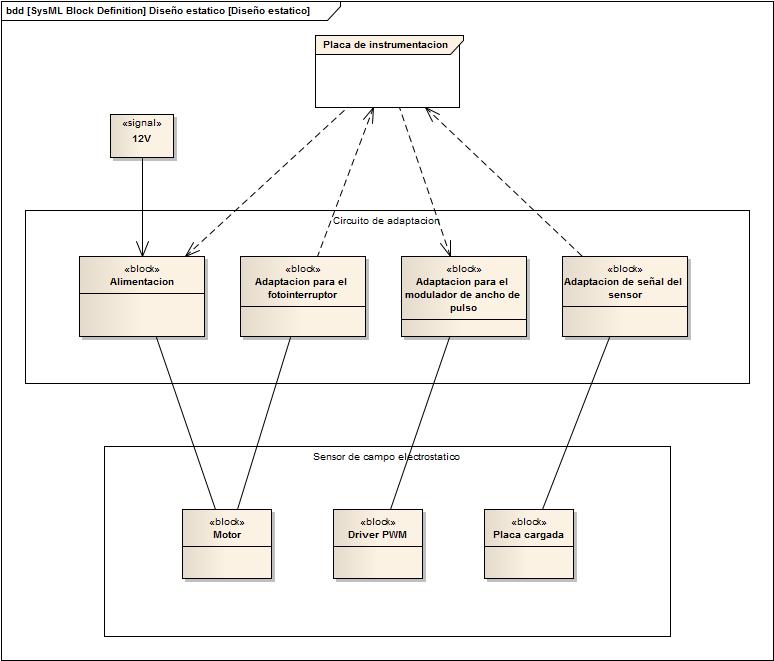 bdd [SysML Block Definition] Diseño estatico [Diseño estatico]
Placa de instrumentacion
«signal»
12V
Circuito de adaptacion
«block»
Alimentacion
«block»
Adaptacion para el
fotointerruptor
«block»
Adaptacion para el
modulador de ancho de
pulso
«block»
Adaptacion de señal del
sensor
Sensor de campo electrostatico
«block»
Motor
«block»
Driver PWM
«block»
Placa cargada